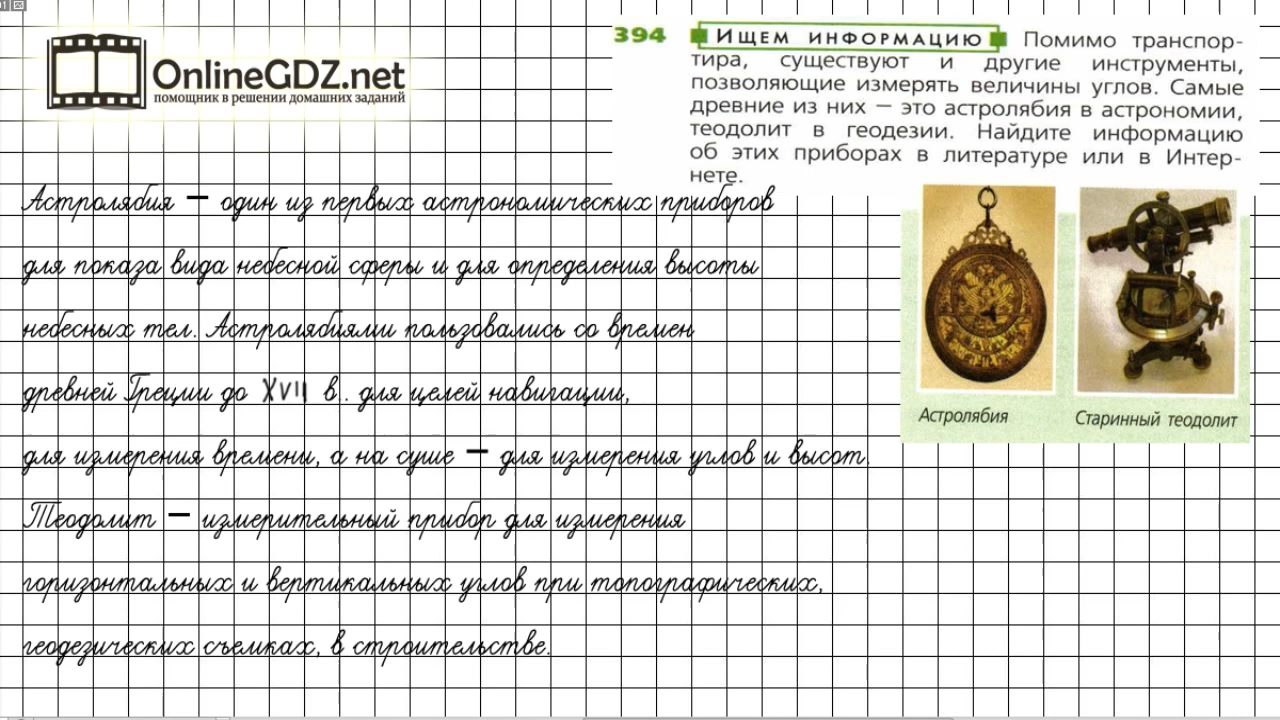 OnlineGDZ.net
помощник в решении домашних заданий
394 Ищем информацию Помимо транспор-
тира, существуют и другие инструменты,
позволяющие измерять величины углов. Самые
древние из них — это астролябия в астрономии,
теодолит в геодезии. Найдите информацию
об этих приборах в литературе или в Интер-
нете.
Астролябия — один из первых астрономических приборов
для показа вида небесной сферы и для определения высоты
небесных тел. Астролябиями пользовались со времен
древней Греции до XVII в.. для целей навигации,
для измерения времени, а на суше — для измерения углов и высот.
Теодолит — измерительный прибор для измерения
горизонтальных и вертикальных углов при топографических,
геодезических съемках, в строительстве.
Астролябия
Старинный теодолит